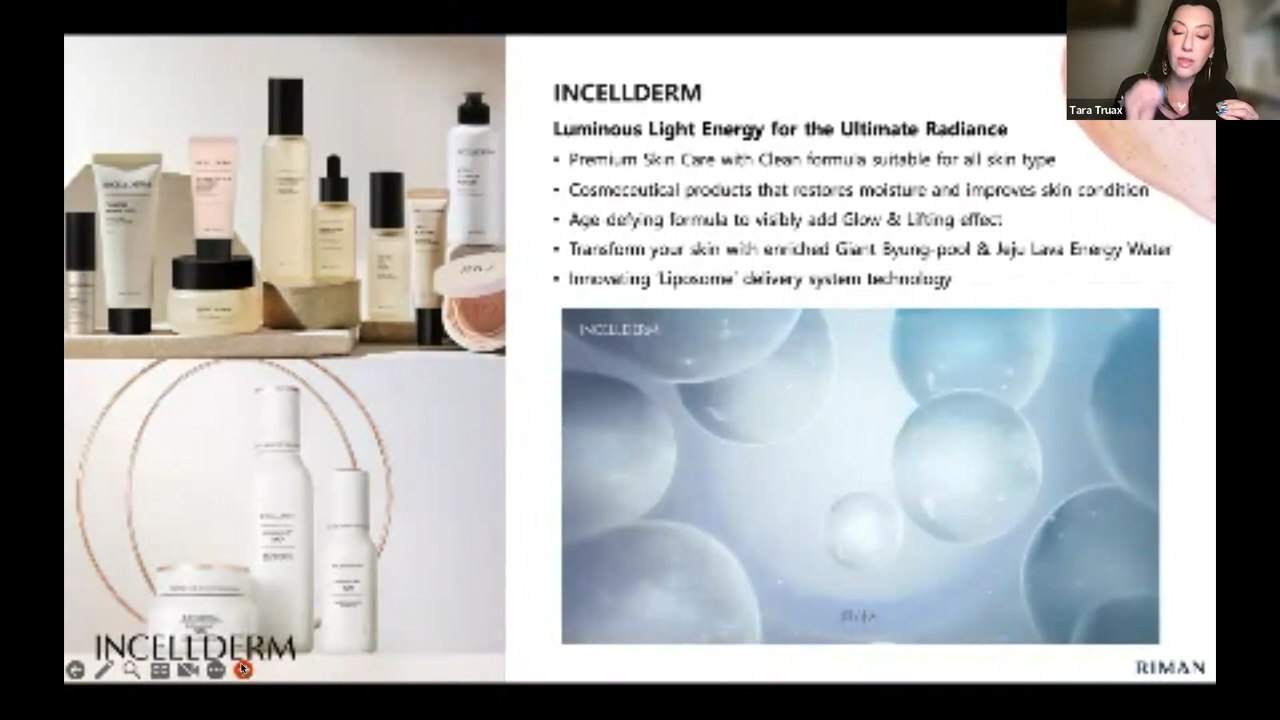 INCELLDERM
Luminous Light Energy for the Ultimate Radiance
• Premium Skin Care with Clean formula suitable for all skin type
• Cosmeceutical products that restores moisture and improves skin condition
• Age-defying formula to visibly add Glow & Lifting effect
• Transform your skin with enriched Giant Byung-pool & Jeju Lava Energy Water
• Innovating 'Liposome' delivery system technology
INCELLDERM
INCELLDERM
RIMAN
Tara Truax